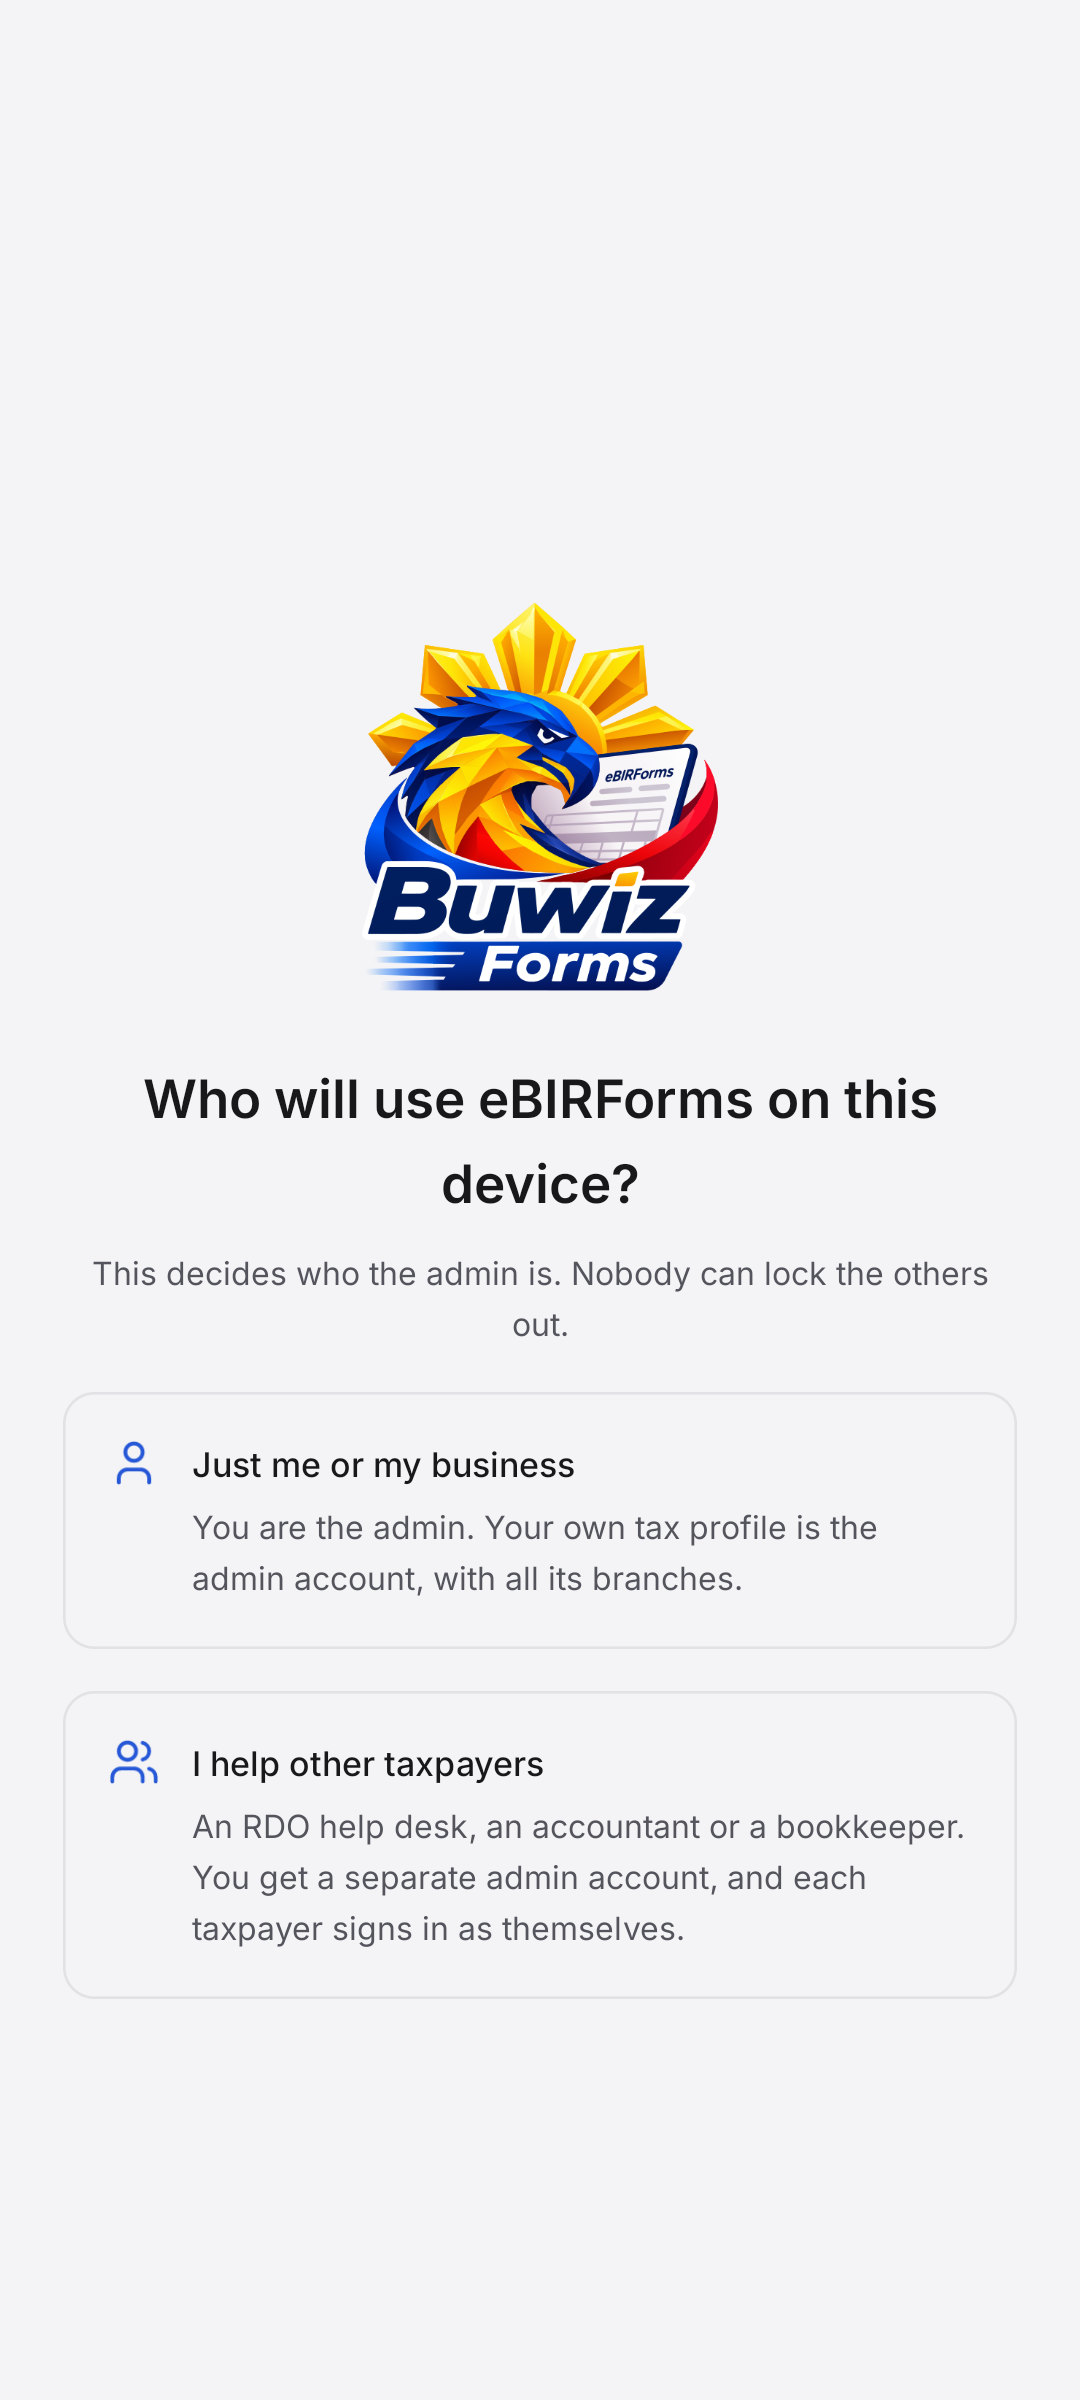 eBIRForms
Buwiz
Forms
Who will use eBIRForms on this
device?
This decides who the admin is. Nobody can lock the others
out.
Just me or my business
You are the admin. Your own tax profile is the
admin account, with all its branches.
I help other taxpayers
An RDO help desk, an accountant or a bookkeeper.
You get a separate admin account, and each
taxpayer signs in as themselves.